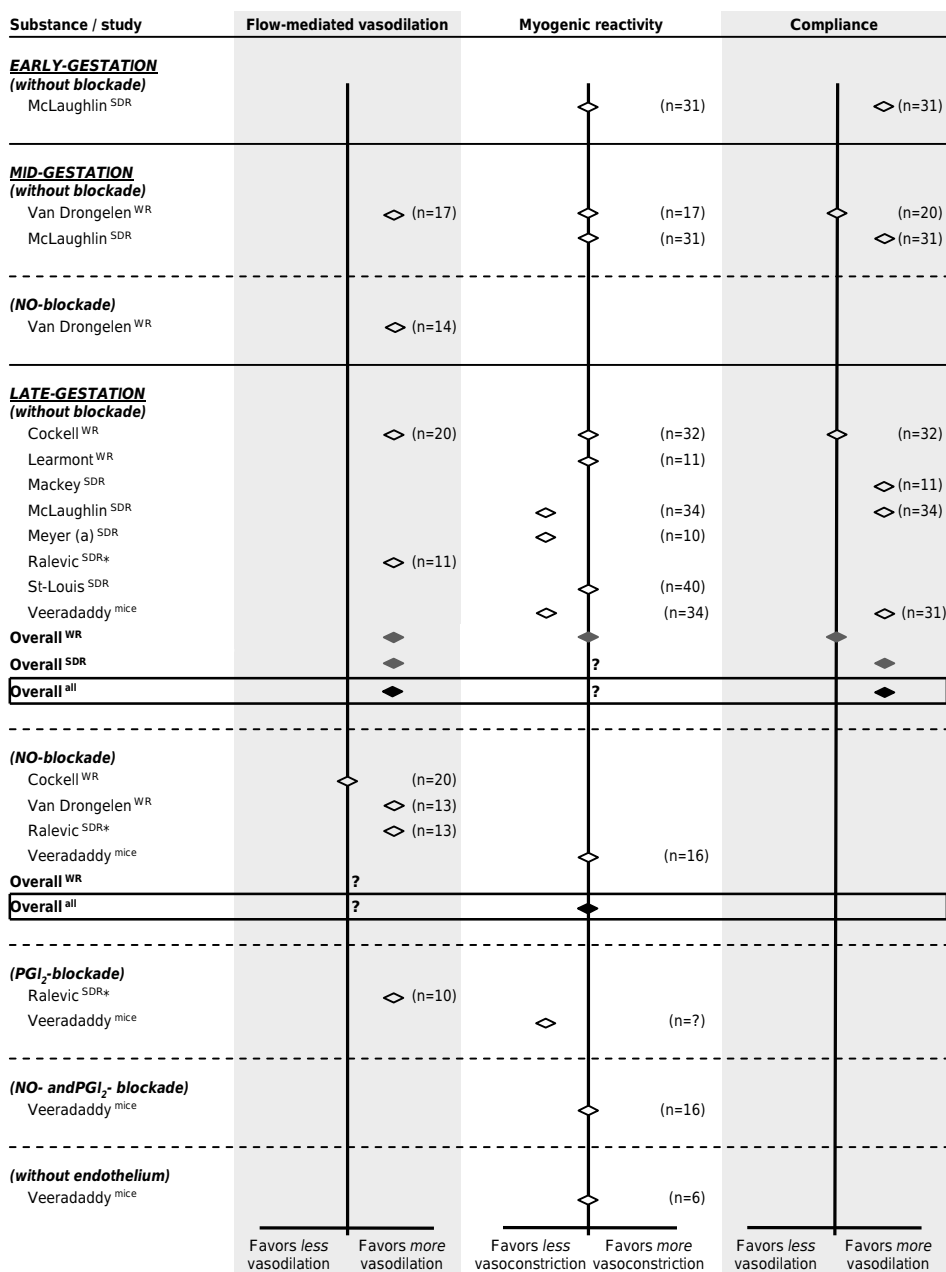 Substance / study Flow-mediated vasodilation Myogenic reactivity Compliance
EARLY-GESTATION
(without blockade)
McLaughlin SDR (n=31) (n=31)
MID-GESTATION
(without blockade)
Van Drongelen WR (n=17) (n=17) (n=20)
McLaughlin SDR (n=31) (n=31)
(NO-blockade)
Van Drongelen WR (n=14)
LATE-GESTATION
(without blockade)
Cockell WR (n=20) (n=32) (n=32)
Learmont WR (n=11)
Mackey SDR (n=11)
McLaughlin SDR (n=34) (n=34)
Meyer (a) SDR (n=10)
Ralevic SDR* (n=11)
St-Louis SDR (n=40)
Veeradaddy mice (n=34) (n=31)
Overall WR
Overall SDR ?
Overall all ?
(NO-blockade)
Cockell WR (n=20)
Van Drongelen WR (n=13)
Ralevic SDR* (n=13)
Veeradaddy mice (n=16)
Overall WR ?
Overall all ?
(PGI2-blockade)
Ralevic SDR* (n=10)
Veeradaddy mice (n=?)
(NO- andPGI2- blockade)
Veeradaddy mice (n=16)
(without endothelium)
Veeradaddy mice (n=6)
Favors less Favors more Favors less Favors more Favors less Favors more
vasodilation vasodilation vasoconstriction vasoconstriction vasodilation vasodilation